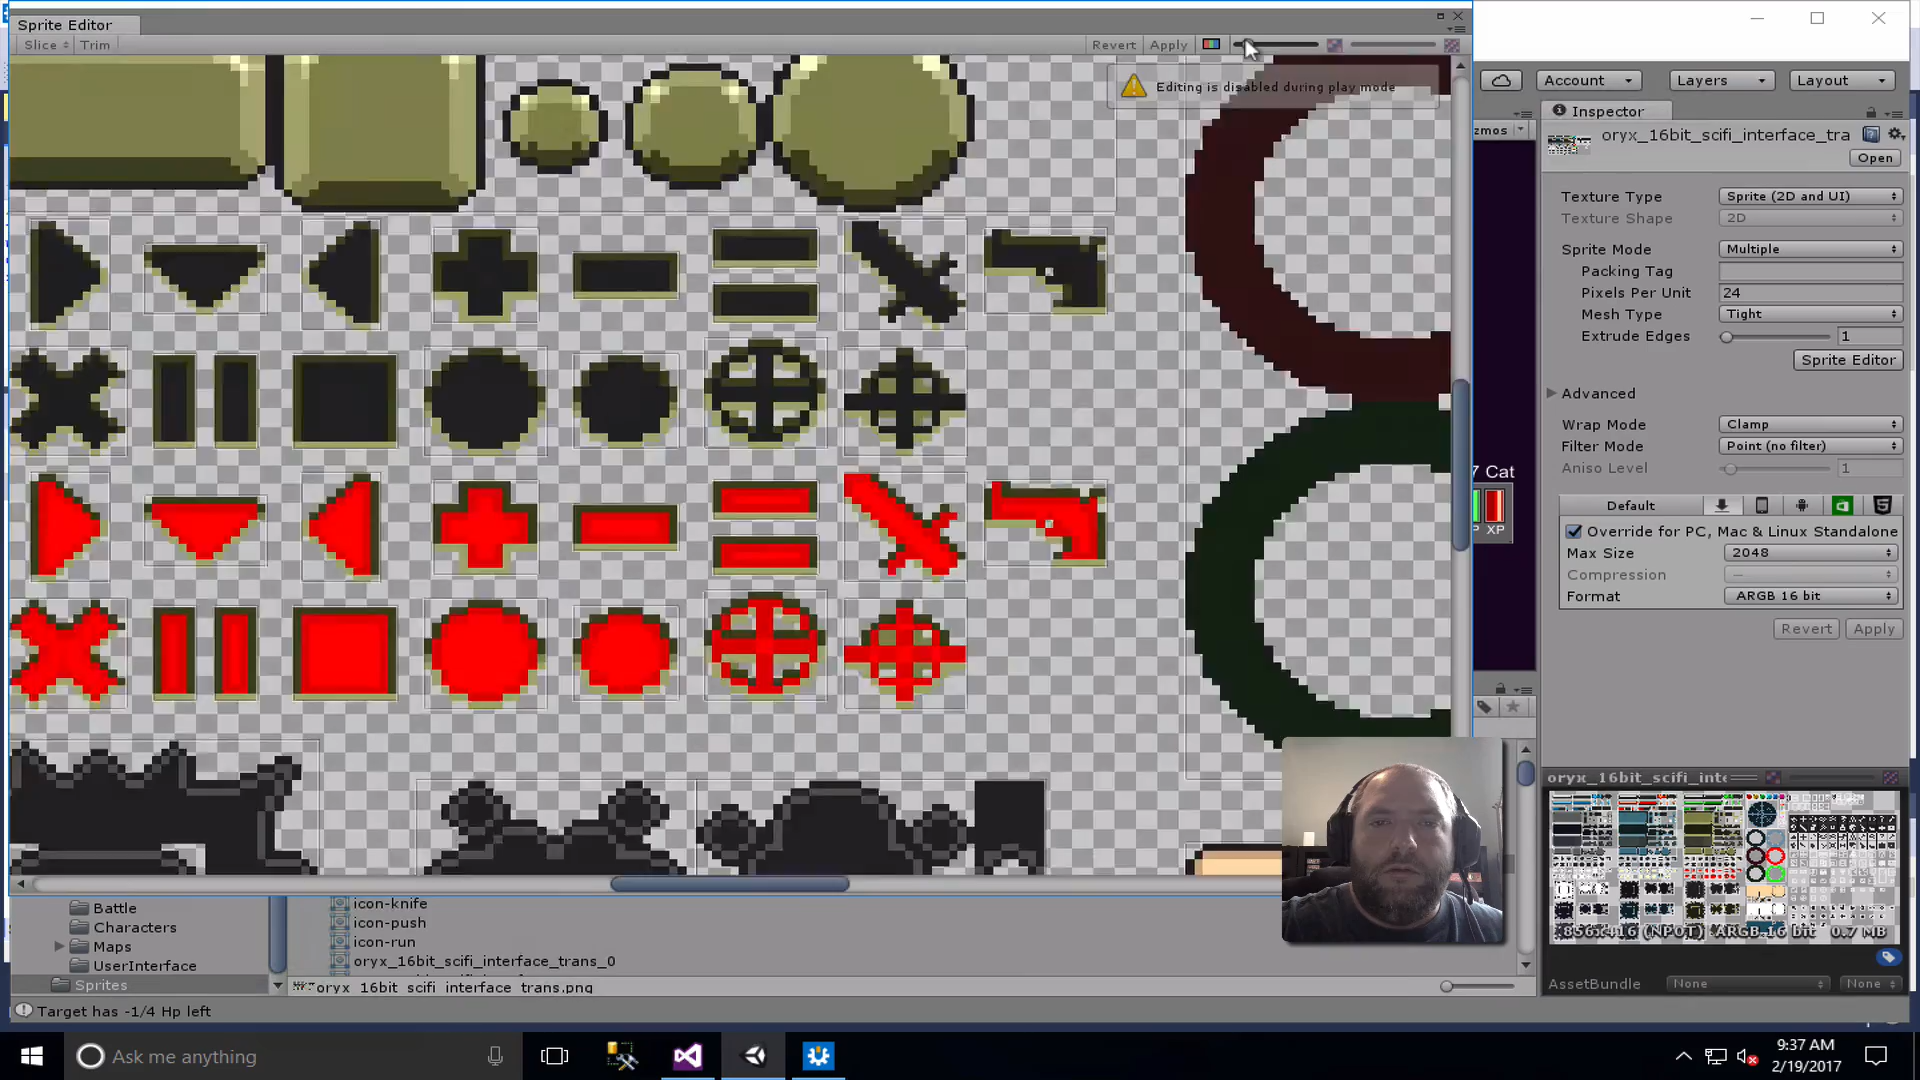 Sprite Editor
Slice
Trim
Revert
Apply
Editing is disabled during play mode
Account
Layers
Layout
Inspector
oryx_16bit_scifi_interface_tra
Open
Texture Type
Sprite (2D and UI)
Texture Shape
2D
Sprite Mode
Multiple
Packing Tag
Pixels Per Unit
24
Mesh Type
Tight
Extrude Edges
1
Sprite Editor
Advanced
Wrap Mode
Clamp
Filter Mode
Point (no filter)
Aniso Level
1
7 Cat
P XP
Default
Override for PC, Mac & Linux Standalone
Max Size
2048
Compression
Format
ARGB 16 bit
Revert
Apply
oryx_16bit_scifi_inte
856x416 (NPOT) ARGB 16 bit 0.7 MB
AssetBundle
None
None
Battle
Characters
Maps
UserInterface
Sprites
icon-knife
icon-push
icon-run
oryx_16bit_scifi_interface_trans_0
oryx_16bit_scifi_interface_trans.png
Target has -1/4 Hp left
Ask me anything
9:37 AM
2/19/2017